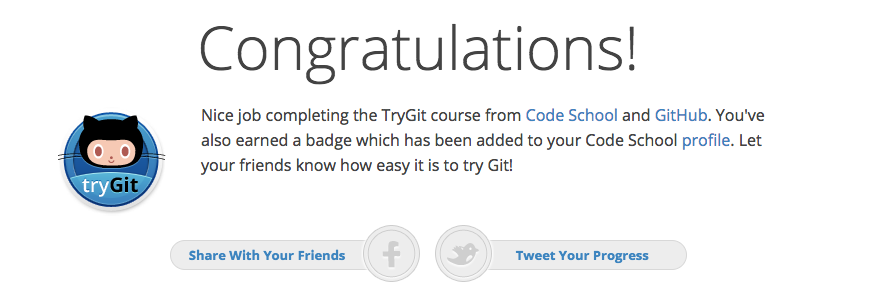 Congratulations!
Nice job completing the TryGit course from Code School and GitHub. You've
also earned a badge which has been added to your Code School profile. Let
your friends know how easy it is to try Git!
tryGit
Share With Your Friends
f
Tweet Your Progress